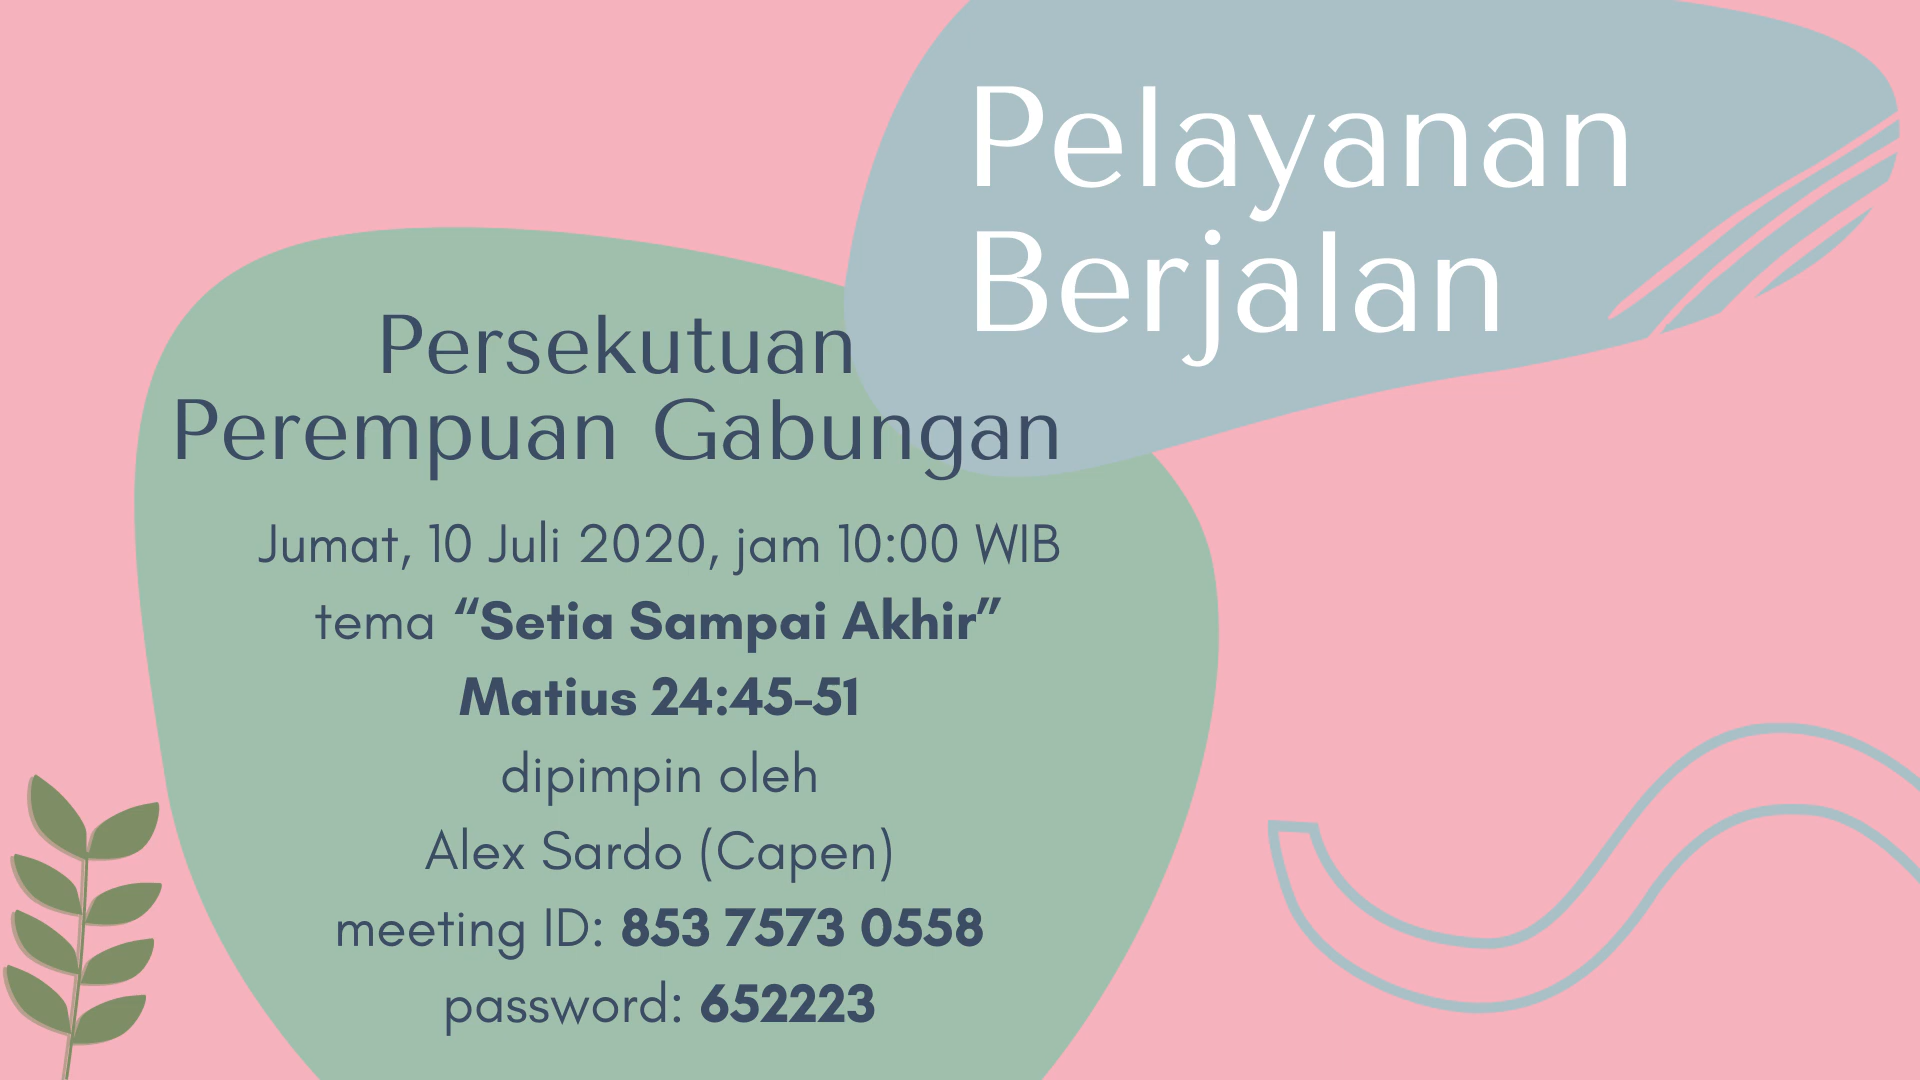 Pelayanan
Berjalan
Persekutuan
Perempuan Gabungan
Jumat, 10 Juli 2020, jam 10:00 WIB
tema “Setia Sampai Akhir”
Matius 24:45-51
dipimpin oleh
Alex Sardo (Capen)
meeting ID: 853 7573 0558
password: 652223